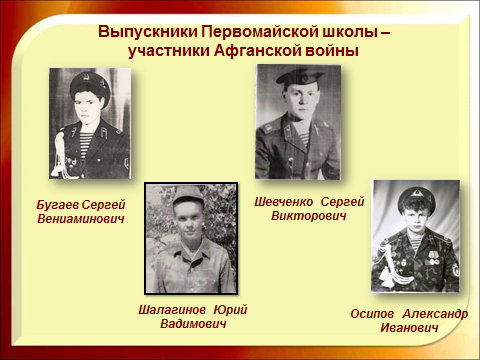 Выпускники Первомайской школы –
участники Афганской войны
Бугаев Сергей
Вениаминович
Шевченко Сергей
Викторович
Шалагинов Юрий
Вадимович
Осипов Александр
Иванович